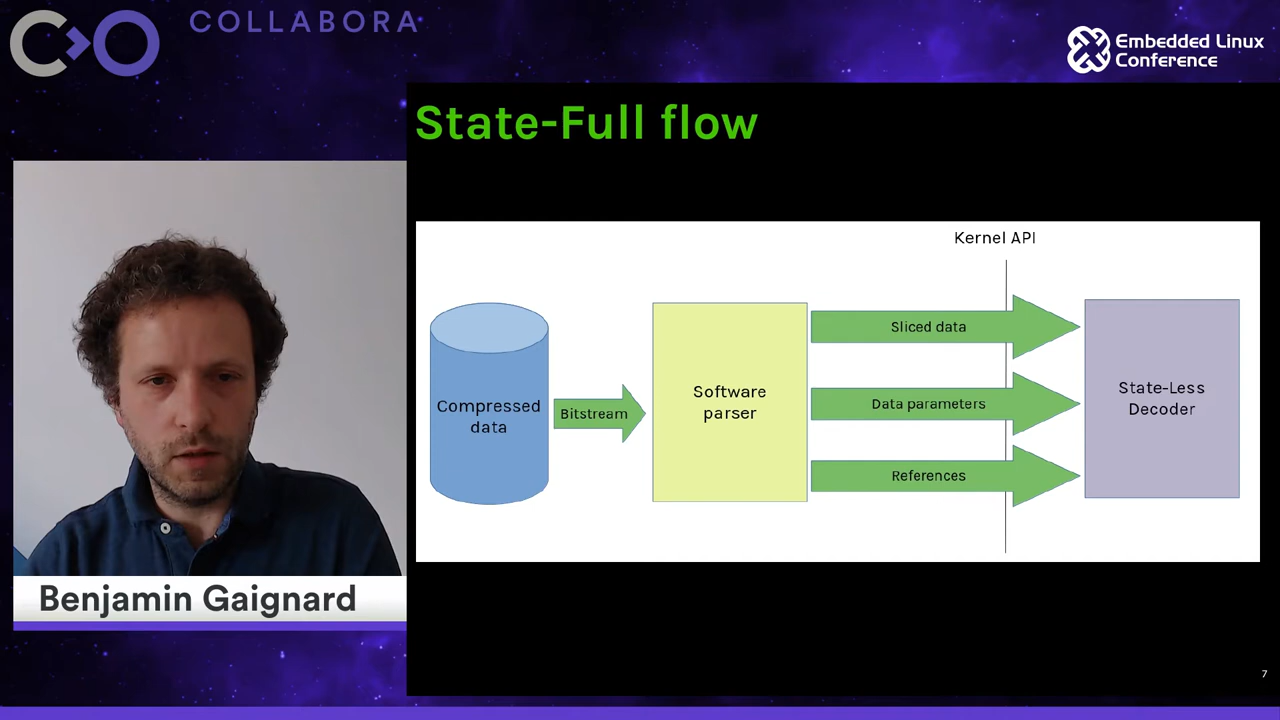 COLLABORA
Embedded Linux
Conference
State-Full flow
Kernel API
Compressed
data
Bitstream
Software
parser
Sliced data
Data parameters
References
State-Less
Decoder
Benjamin Gaignard
7